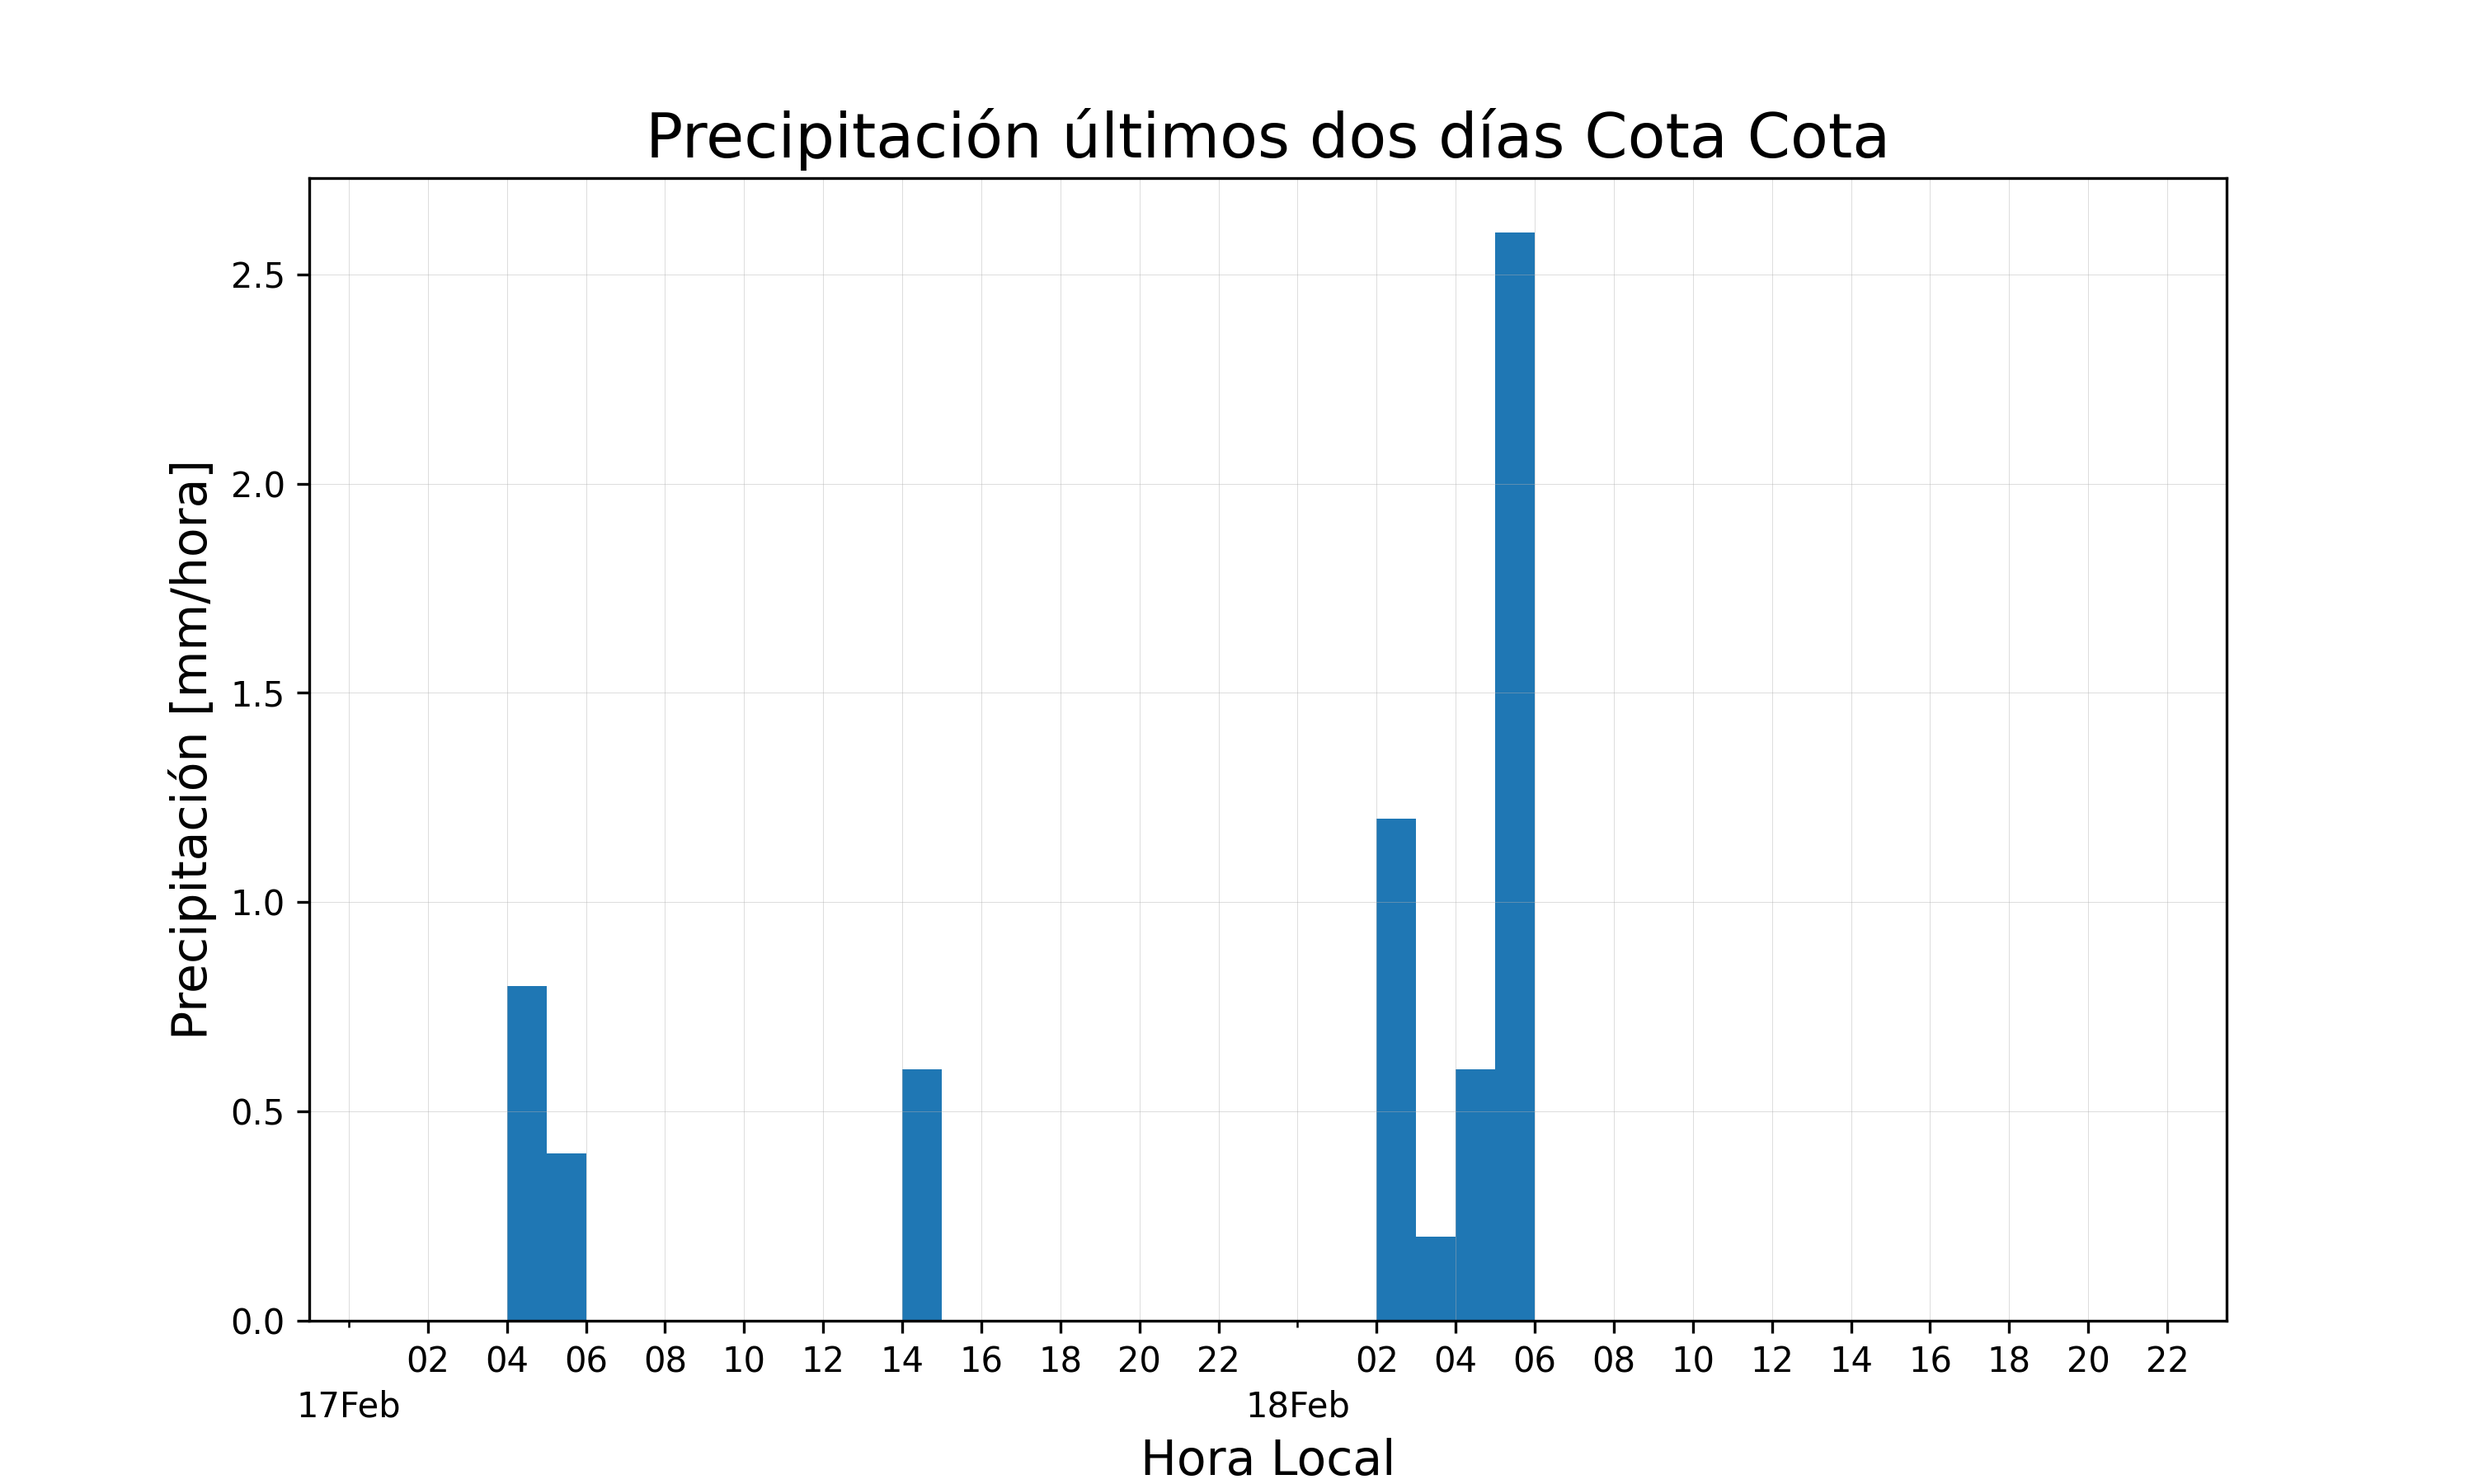 Precipitación últimos dos días Cota Cota
Precipitación [mm/hora]
2.5
2.0
1.5
1.0
0.5
0.0
02 04 06 08 10 12 14 16 18 20 22 02 04 06 08 10 12 14 16 18 20 22
17Feb 18Feb
Hora Local